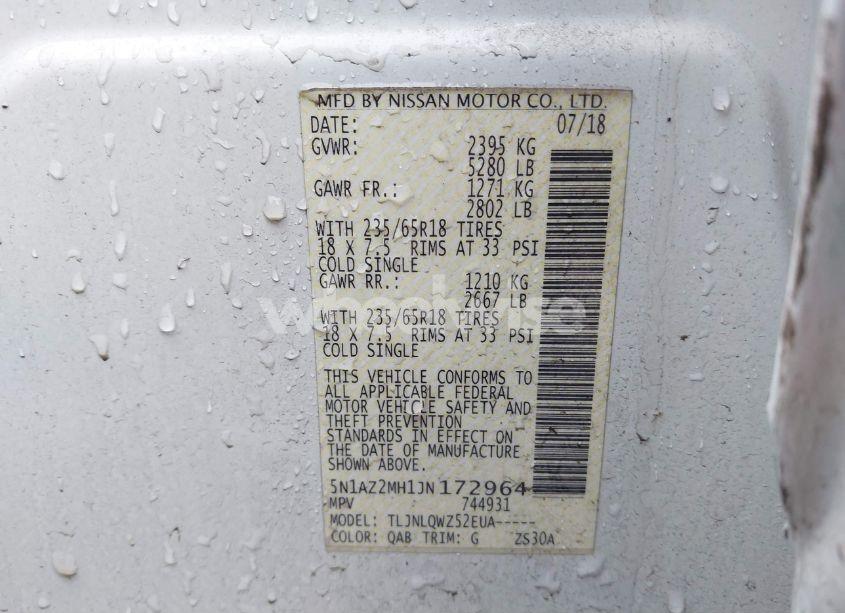 MFD BY NISSAN MOTOR CO., LTD.
DATE: 07/18
GVWR: 2395 KG
5280 LB
GAWR FR.: 1271 KG
2802 LB
WITH 235/65R18 TIRES
18 X 7.5 RIMS AT 33 PSI
COLD SINGLE
GAWR RR.: 1210 KG
2667 LB
WITH 235/65R18 TIRES
18 X 7.5 RIMS AT 33 PSI
COLD SINGLE
THIS VEHICLE CONFORMS TO
ALL APPLICABLE FEDERAL
MOTOR VEHICLE SAFETY AND
THEFT PREVENTION
STANDARDS IN EFFECT ON
THE DATE OF MANUFACTURE
SHOWN ABOVE.
5N1AZ2MH1JN172964
MPV 744931
MODEL: TLJNLQWZ52EUA-----
COLOR: QAB TRIM: G ZS30A